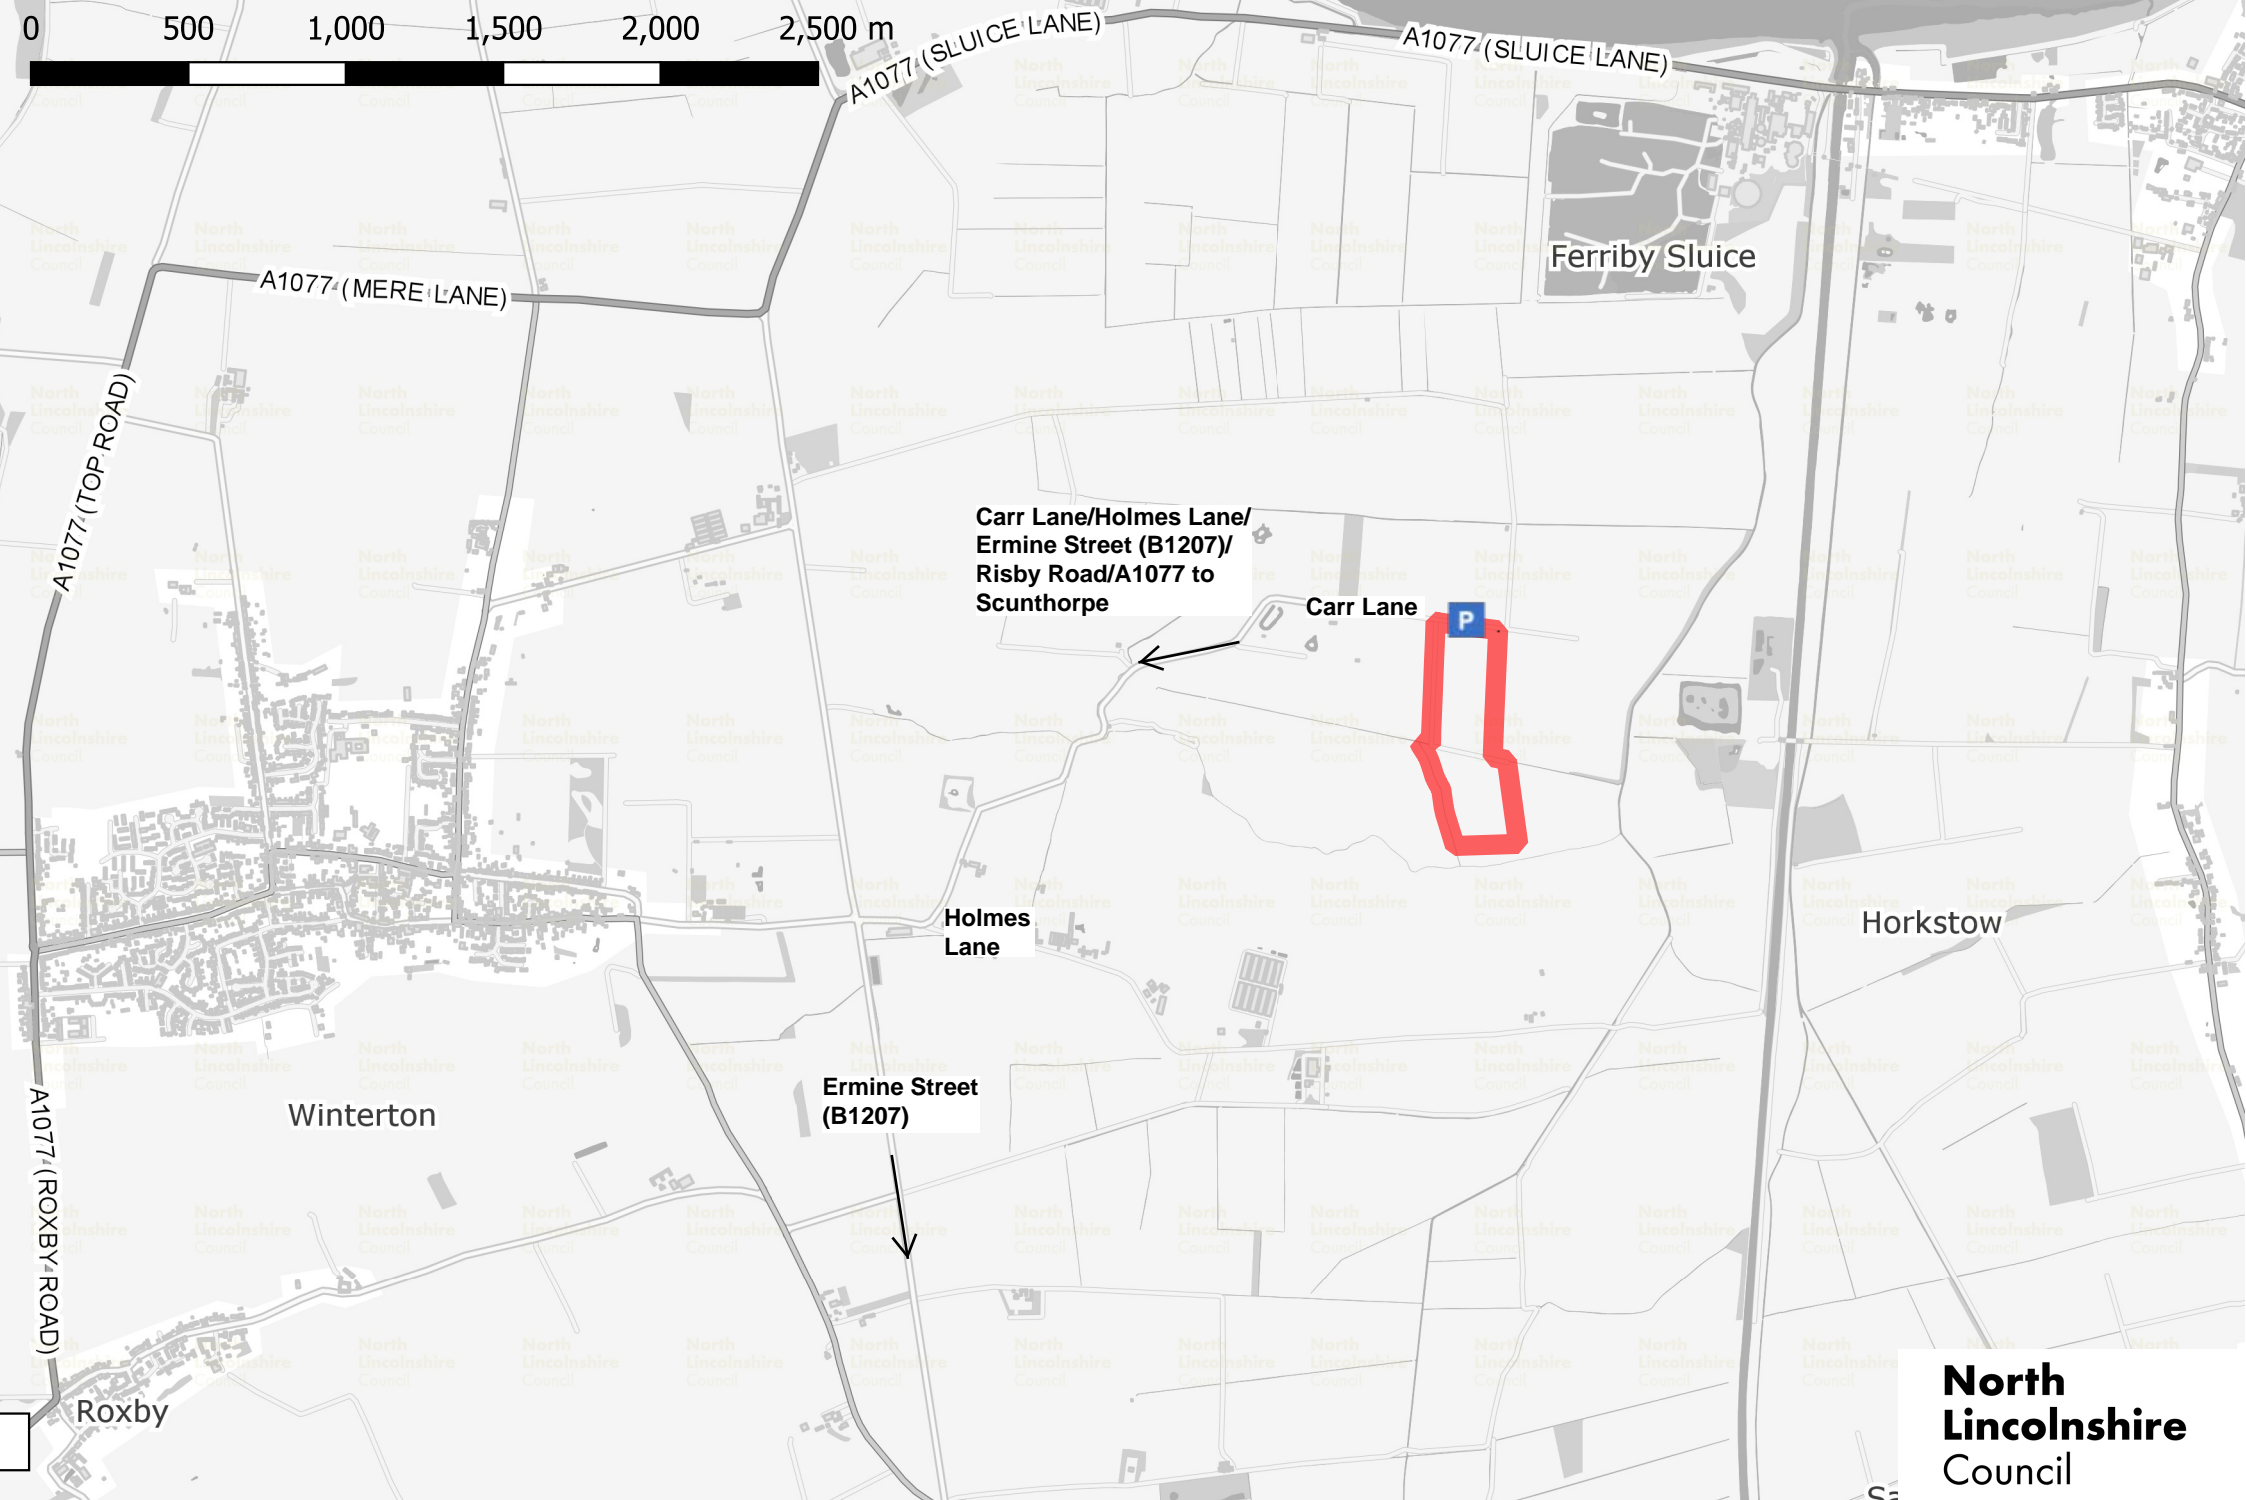 0 500 1,000 1,500 2,000 2,500 m
A1077 (SLUICE LANE)
A1077 (SLUICE LANE)
Ferriby Sluice
A1077 (MERE LANE)
A1077 (TOP ROAD)
Carr Lane/Holmes Lane/
Ermine Street (B1207)/
Risby Road/A1077 to
Scunthorpe
Carr Lane
P
Holmes
Lane
Horkstow
Ermine Street
(B1207)
Winterton
A1077 (ROXBY ROAD)
Roxby
North
Lincolnshire
Council